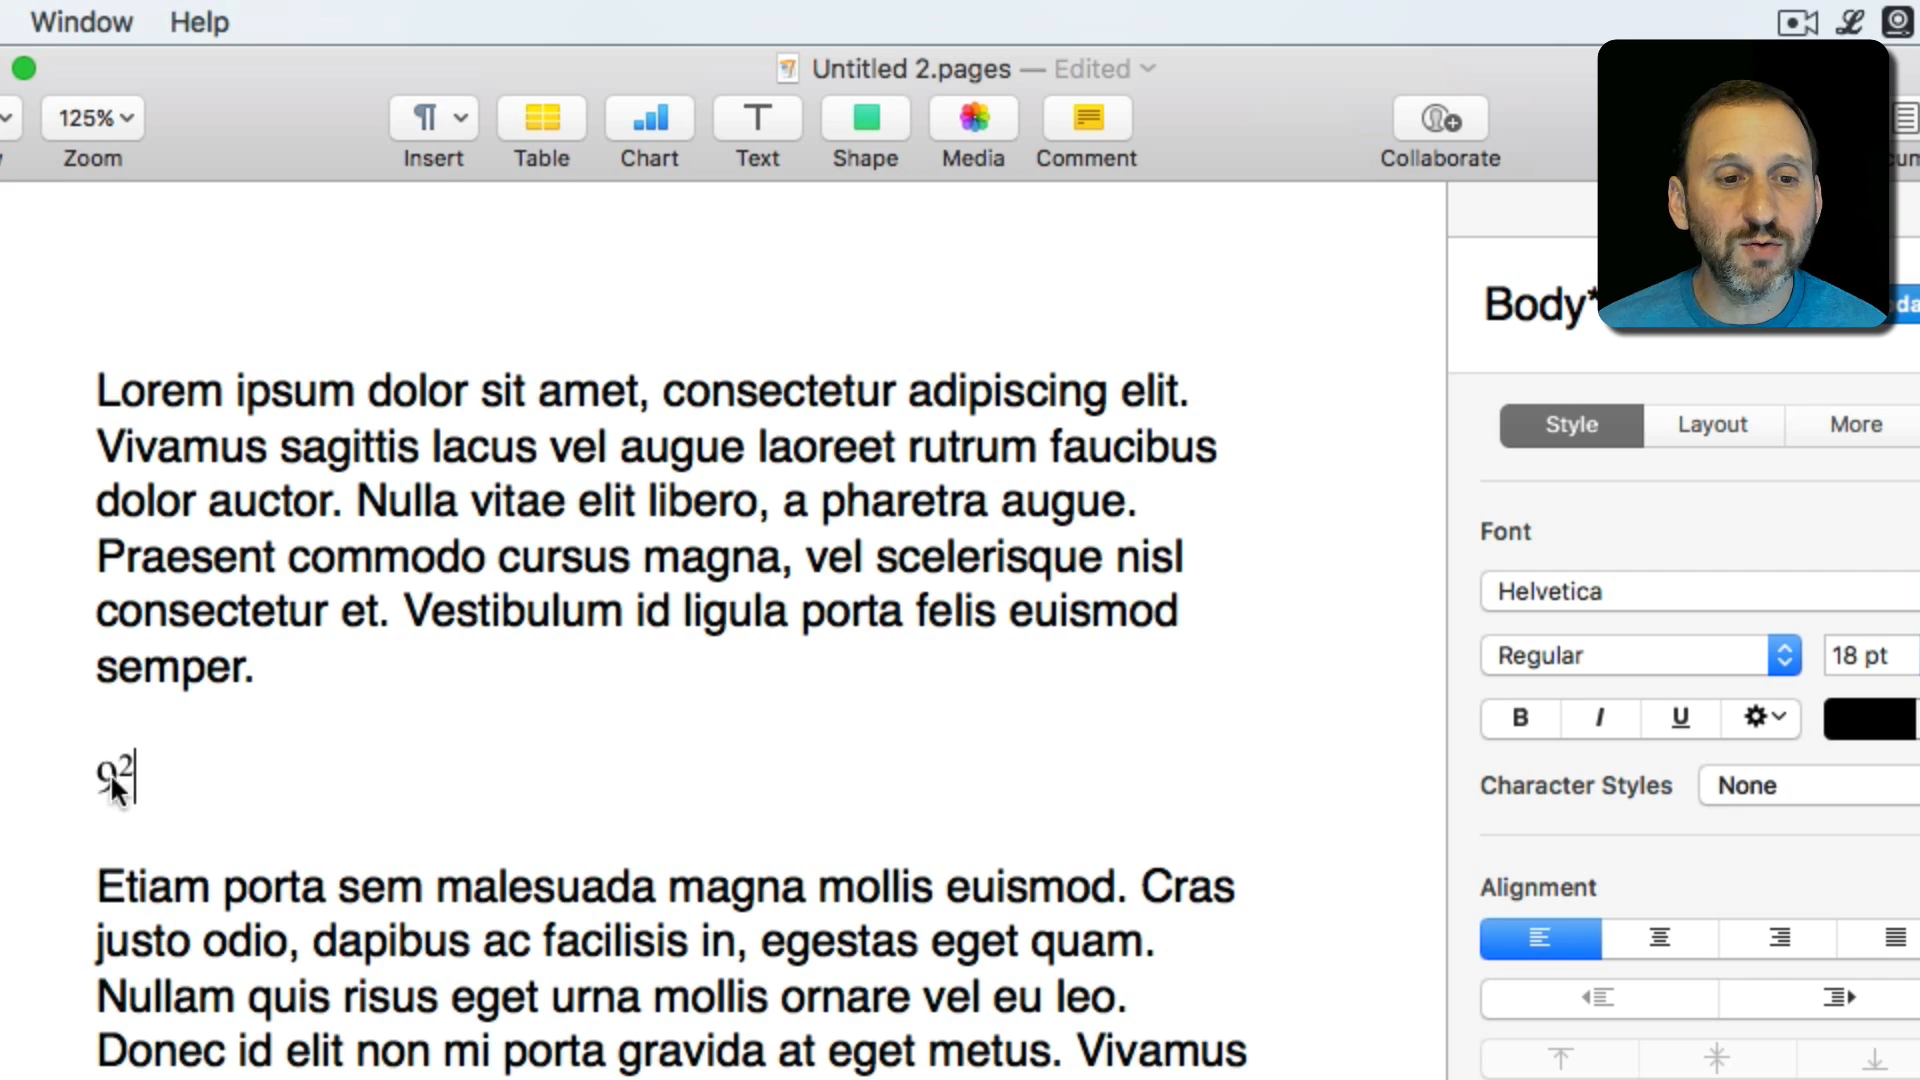 Window Help
Untitled 2.pages — Edited
125%
Zoom Insert Table Chart Text Shape Media Comment Collaborate
Body*
Lorem ipsum dolor sit amet, consectetur adipiscing elit.
Vivamus sagittis lacus vel augue laoreet rutrum faucibus
dolor auctor. Nulla vitae elit libero, a pharetra augue.
Praesent commodo cursus magna, vel scelerisque nisl
consectetur et. Vestibulum id ligula porta felis euismod
semper.
9²
Etiam porta sem malesuada magna mollis euismod. Cras
justo odio, dapibus ac facilisis in, egestas eget quam.
Nullam quis risus eget urna mollis ornare vel eu leo.
Donec id elit non mi porta gravida at eget metus. Vivamus
Style Layout More
Font
Helvetica
Regular 18 pt
B I U
Character Styles None
Alignment